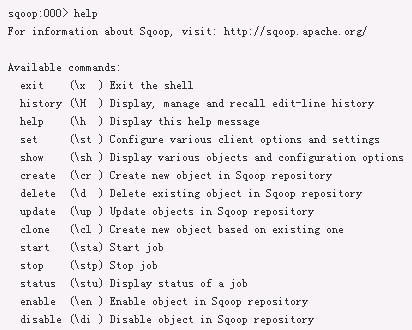 sqoop:000> help
For information about Sqoop, visit: http://sqoop.apache.org/
Available commands:
exit (\x ) Exit the shell
history (\H ) Display, manage and recall edit-line history
help (\h ) Display this help message
set (\st ) Configure various client options and settings
show (\sh ) Display various objects and configuration options
create (\cr ) Create new object in Sqoop repository
delete (\d ) Delete existing object in Sqoop repository
update (\up ) Update objects in Sqoop repository
clone (\cl ) Create new object based on existing one
start (\sta) Start job
stop (\stp) Stop job
status (\stu) Display status of a job
enable (\en ) Enable object in Sqoop repository
disable (\di ) Disable object in Sqoop repository